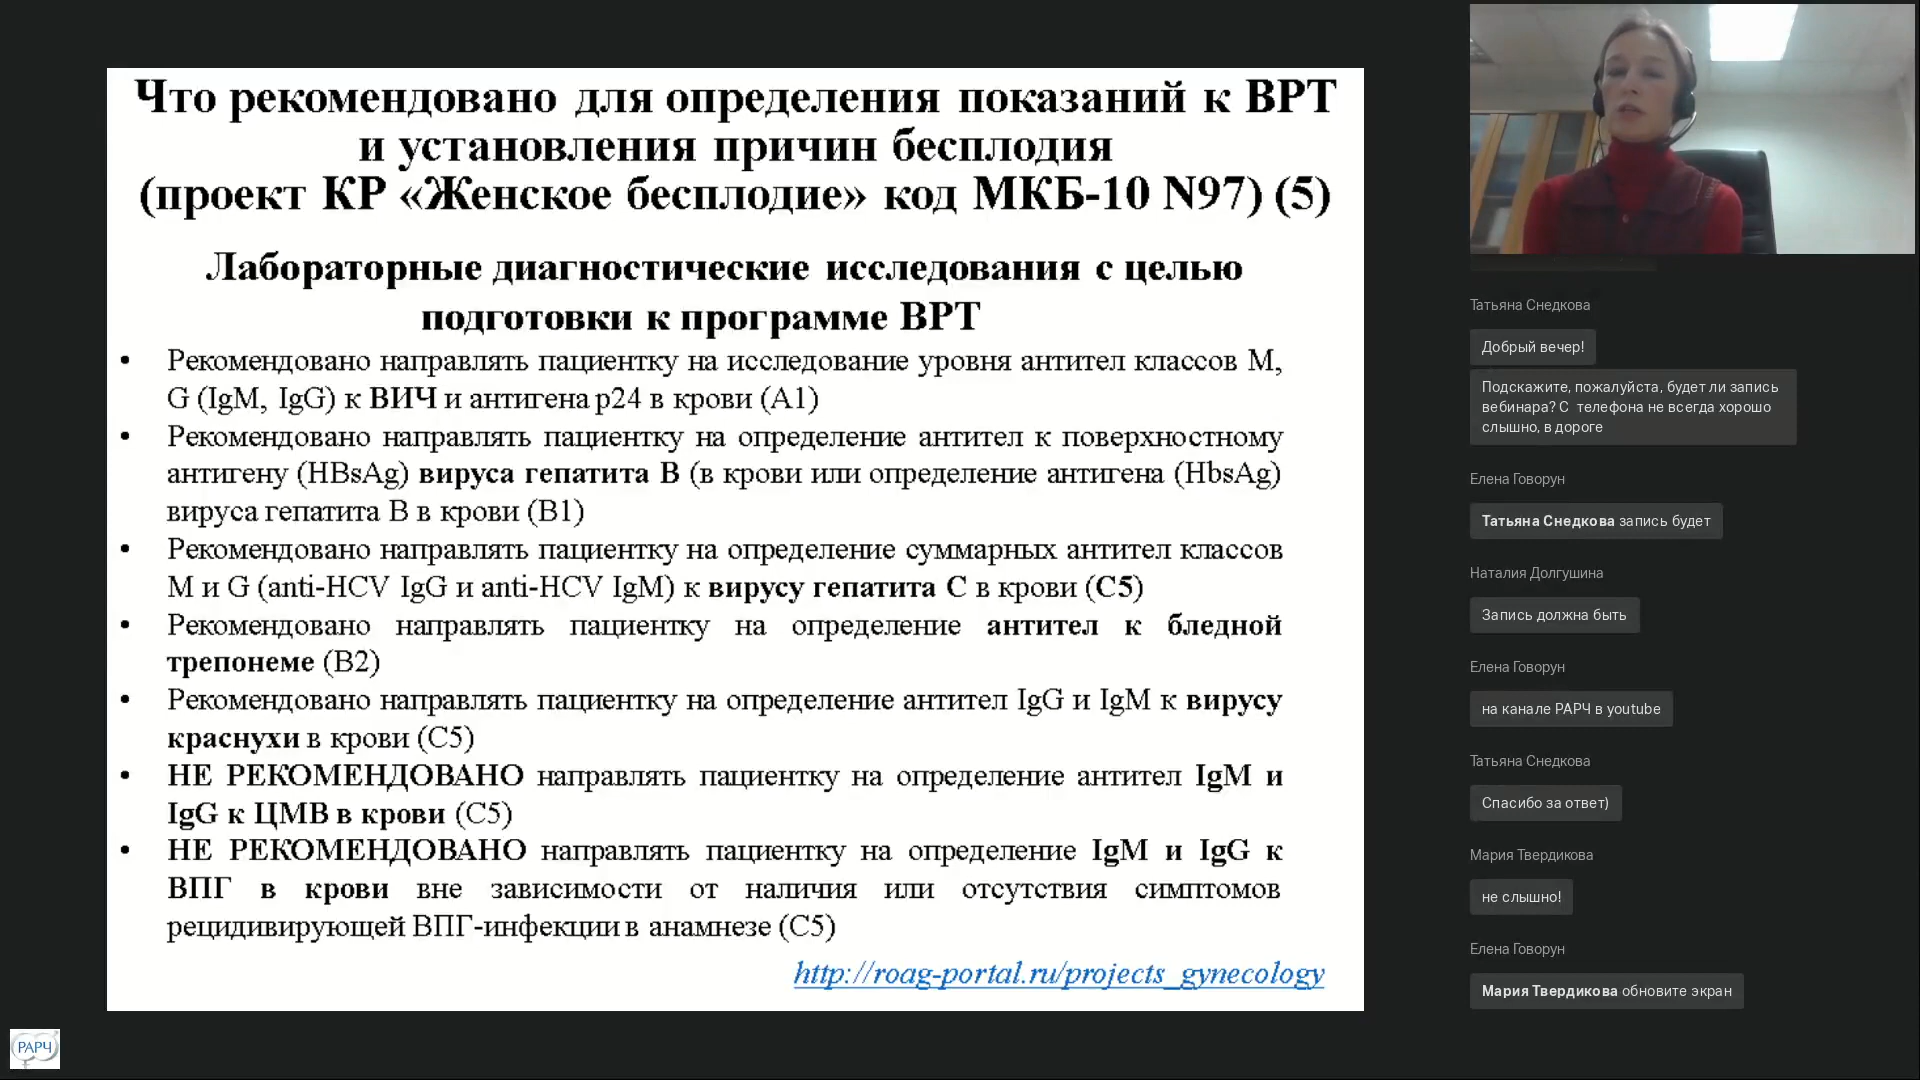 Что рекомендовано для определения показаний к ВРТ
и установления причин бесплодия
(проект КР «Женское бесплодие» код МКБ-10 N97) (5)
Лабораторные диагностические исследования с целью
подготовки к программе ВРТ
• Рекомендовано направлять пациентку на исследование уровня антител классов M,
G (IgM, IgG) к ВИЧ и антигена p24 в крови (A1)
• Рекомендовано направлять пациентку на определение антител к поверхностному
антигену (HBsAg) вируса гепатита В (в крови или определение антигена (HbsAg)
вируса гепатита В в крови (В1)
• Рекомендовано направлять пациентку на определение суммарных антител классов
М и G (anti-HCV IgG и anti-HCV IgM) к вирусу гепатита С в крови (С5)
• Рекомендовано направлять пациентку на определение антител к бледной
трепонеме (В2)
• Рекомендовано направлять пациентку на определение антител IgG и IgM к вирусу
краснухи в крови (С5)
• НЕ РЕКОМЕНДОВАНО направлять пациентку на определение антител IgM и
IgG к ЦМВ в крови (С5)
• НЕ РЕКОМЕНДОВАНО направлять пациентку на определение IgM и IgG к
ВПГ в крови вне зависимости от наличия или отсутствия симптомов
рецидивирующей ВПГ-инфекции в анамнезе (С5)
http://roag-portal.ru/projects_gynecology
РАРЧ
Татьяна Снедкова
Добрый вечер!
Подскажите, пожалуйста, будет ли запись
вебинара? С телефона не всегда хорошо
слышно, в дороге
Елена Говорун
Татьяна Снедкова запись будет
Наталия Долгушина
Запись должна быть
Елена Говорун
на канале РАРЧ в youtube
Татьяна Снедкова
Спасибо за ответ)
Мария Твердикова
не слышно!
Елена Говорун
Мария Твердикова обновите экран